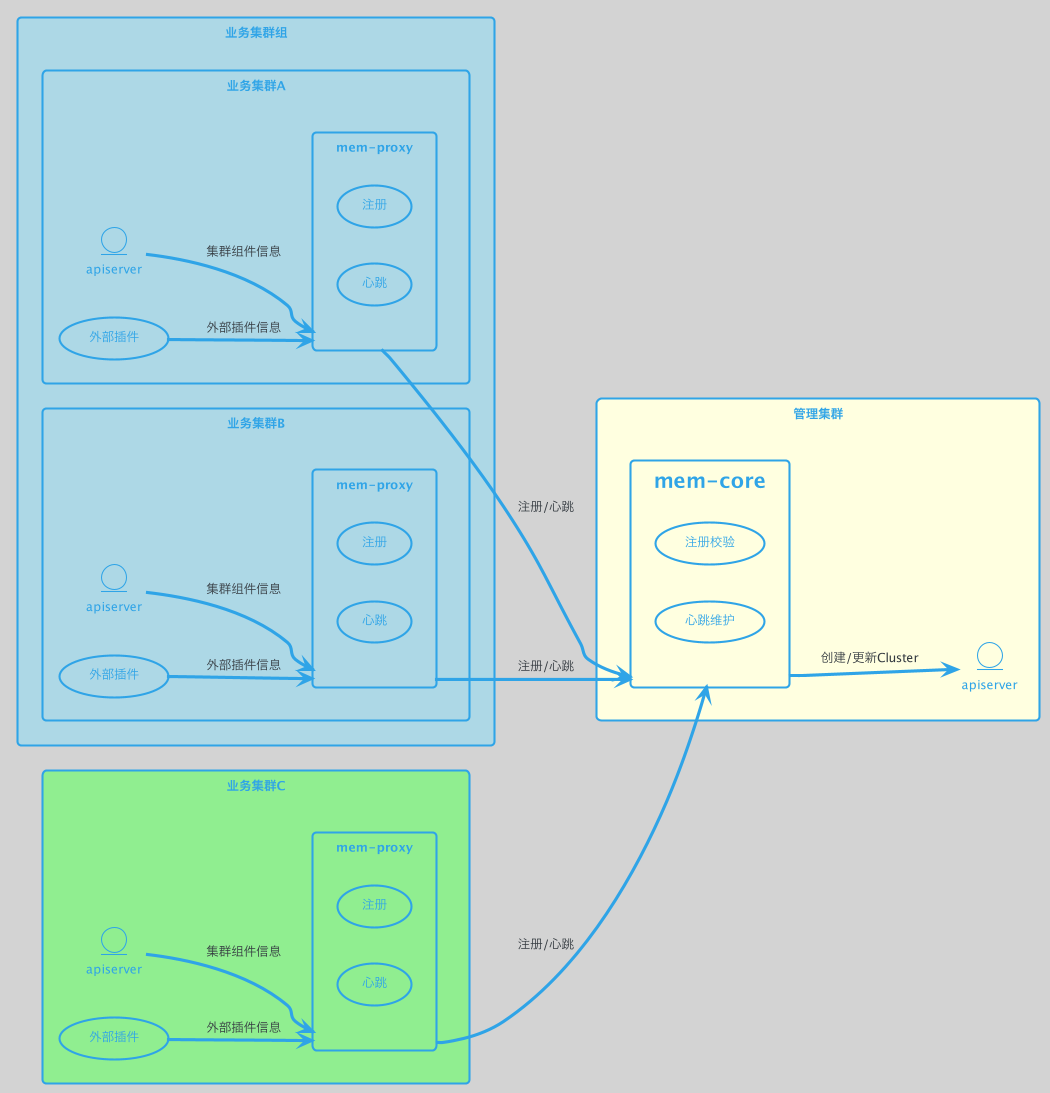 业务集群组
业务集群A
mem-proxy
注册
心跳
apiserver
集群组件信息
外部插件
外部插件信息
业务集群B
mem-proxy
注册
心跳
apiserver
集群组件信息
外部插件
外部插件信息
注册/心跳
注册/心跳
管理集群
mem-core
注册校验
心跳维护
创建/更新Cluster
apiserver
业务集群C
mem-proxy
注册
心跳
apiserver
集群组件信息
外部插件
外部插件信息
注册/心跳